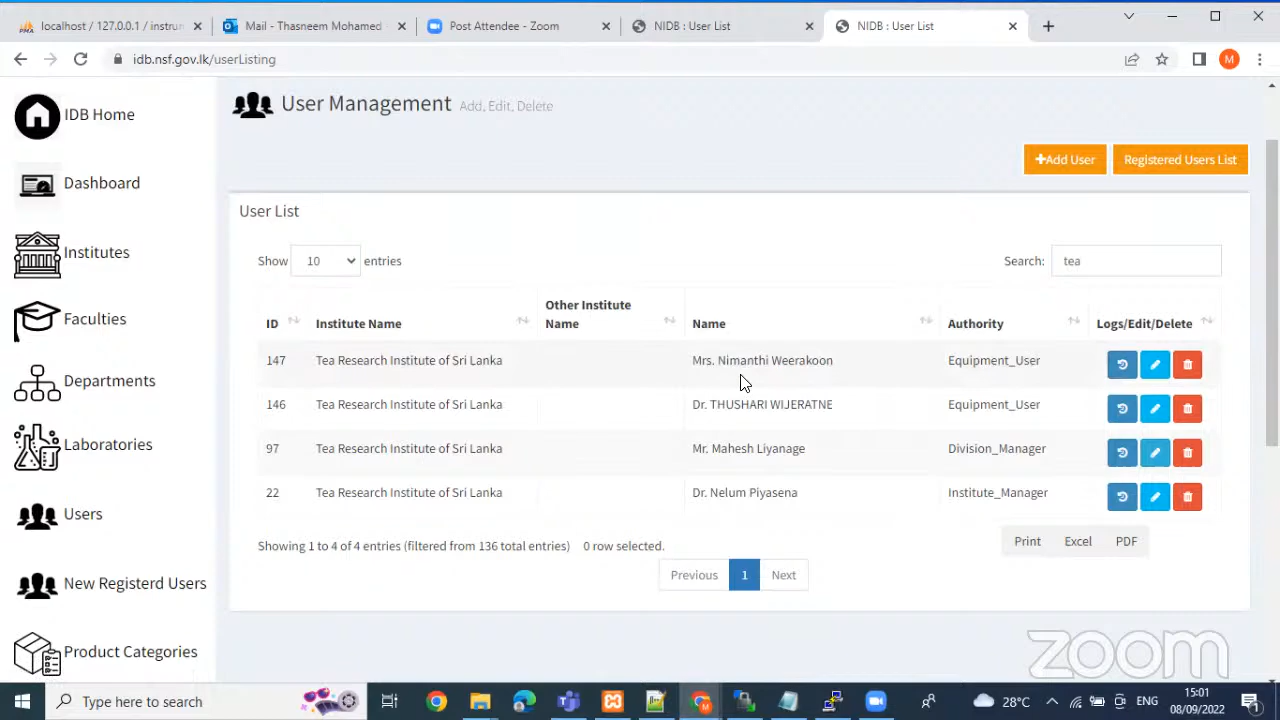 localhost / 127.0.0.1 / instrun
Mail - Thasneem Mohamed
Post Attendee - Zoom
NIDB : User List
NIDB : User List
idb.nsf.gov.lk/userListing
M
IDB Home
Dashboard
Institutes
Faculties
Departments
Laboratories
Users
New Registerd Users
Product Categories
User Management Add, Edit, Delete
+Add User
Registered Users List
User List
Show 10 entries
Search: tea
ID Institute Name Other Institute Name Name Authority Logs/Edit/Delete
147 Tea Research Institute of Sri Lanka Mrs. Nimanthi Weerakoon Equipment_User
146 Tea Research Institute of Sri Lanka Dr. THUSHARI WIJERATNE Equipment_User
97 Tea Research Institute of Sri Lanka Mr. Mahesh Liyanage Division_Manager
22 Tea Research Institute of Sri Lanka Dr. Nelum Piyasena Institute_Manager
Showing 1 to 4 of 4 entries (filtered from 136 total entries) 0 row selected.
Print Excel PDF
Previous 1 Next
zoom
Type here to search
28°C
ENG
15:01
08/09/2022